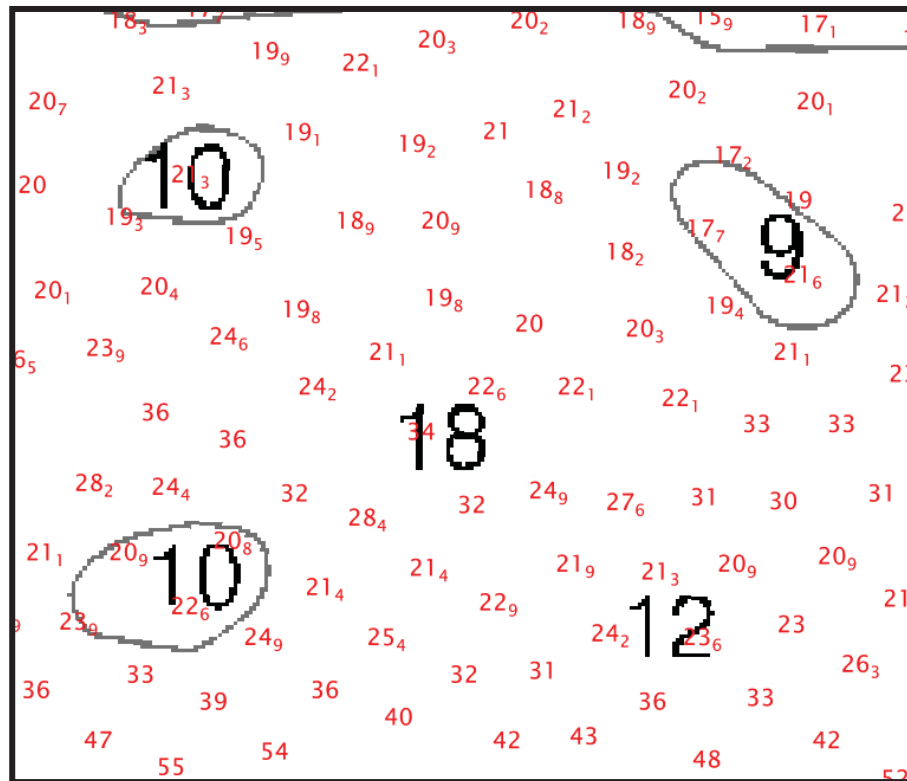 18₃ 17₇ 20₂ 18₉ 15₉ 17₁
19₉ 22₁ 20₃
20₇ 21₃ 21₂ 20₂ 20₁
19₁ 19₂ 21
20 10 21₃ 18₈ 19₂ 17₂
19₃ 19₅ 18₉ 20₉ 18₂ 17₇ 19 9
20₁ 20₄ 19₈ 19₈ 19₄ 21₆
23₉ 24₆ 21₁ 20 20₃ 21₁
24₂ 22₆ 22₁ 22₁
36 36 34 18 33 33
28₂ 24₄ 32 28₄ 32 24₉ 27₆ 31 30 31
21₁ 20₉ 20₈ 21₄ 21₄ 21₉ 21₃ 20₉ 20₉
10 22₆ 22₉ 12 21
23₉ 24₉ 25₄ 24₂ 23₆ 23
36 33 39 36 32 31 36 33 26₃
47 55 54 40 42 43 48 42